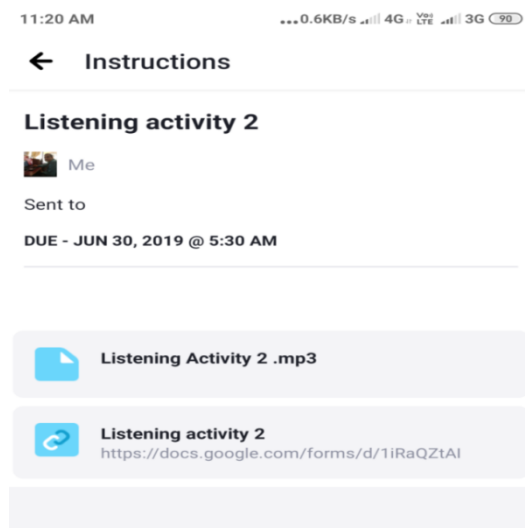 11:20 AM ...0.6KB/s 4G Vo LTE 3G 90
Instructions
Listening activity 2
Me
Sent to
DUE - JUN 30, 2019 @ 5:30 AM
Listening Activity 2 .mp3
Listening activity 2
https://docs.google.com/forms/d/1iRaQZtAI